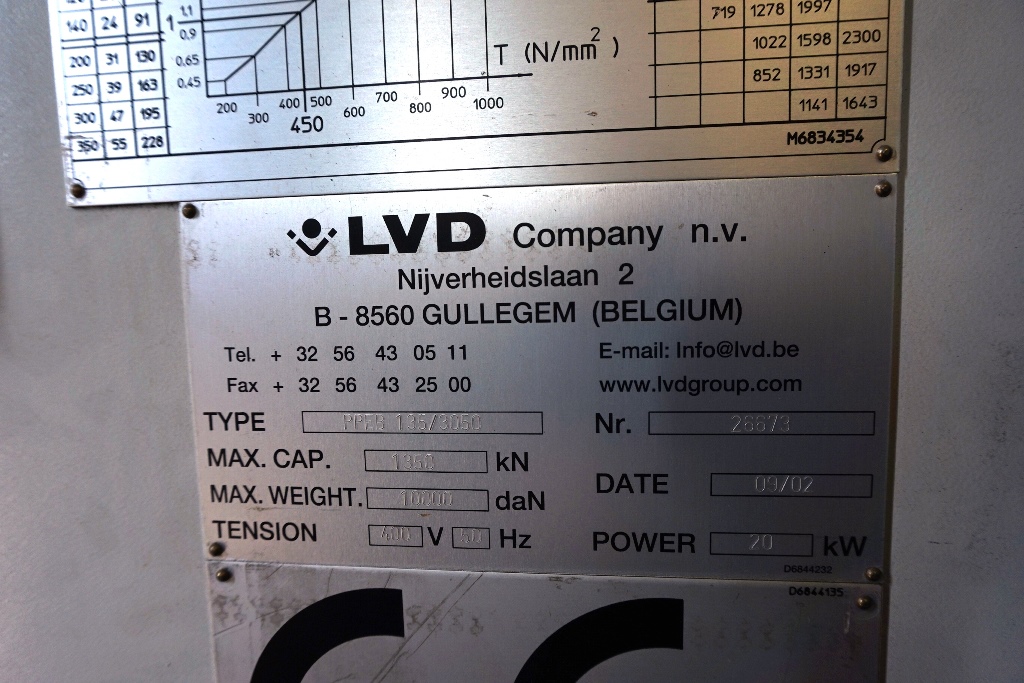 140 24 91
200 31 130
250 39 163
300 47 195
350 55 228
1
1.1
0.9
0.65
0.45
200 300 400 450 500 600 700 800 900 1000
T (N/mm²)
719 1278 1997
1022 1598 2300
852 1331 1917
1141 1643
M6834354
LVD Company n.v.
Nijverheidslaan 2
B - 8560 GULLEGEM (BELGIUM)
Tel. + 32 56 43 05 11
E-mail: Info@lvd.be
Fax + 32 56 43 25 00
www.lvdgroup.com
TYPE PPEB 135/3050
Nr. 28673
MAX. CAP. 1350 kN
MAX. WEIGHT. daN
DATE 09/02
TENSION 400 V 50 Hz
POWER 20 kW
D6844232
D6844135
CE